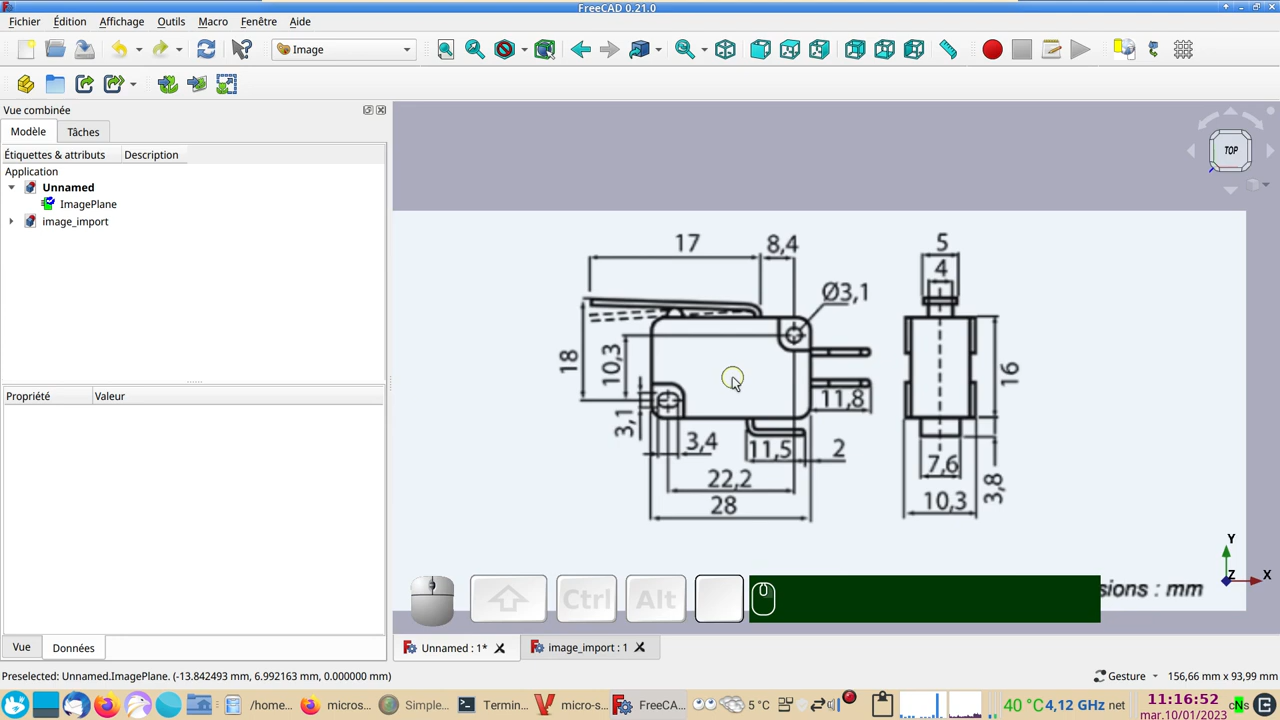 FreeCAD 0.21.0
Fichier Édition Affichage Outils Macro Fenêtre Aide
Image
Vue combinée
Modèle Tâches
Étiquettes & attributs Description
Application
Unnamed
ImagePlane
image_import
Propriété Valeur
Vue Données
TOP
17 8,4 5
4
Ø3,1
18 10,3 16
3,1 11,8
3,4 11,5 2
22,2 7,6 3,8
28 10,3
sions : mm
Y
Z X
Ctrl Alt
Unnamed : 1* image_import : 1
Preselected: Unnamed.ImagePlane. (-13.842493 mm, 6.992163 mm, 0.000000 mm) Gesture 156,66 mm x 93,99 mm
/home... micros... Simple... Termin... micro-s... FreeCA... 5 °C 40 °C 4,12 GHz net 11:16:52
mar.10/01/2023